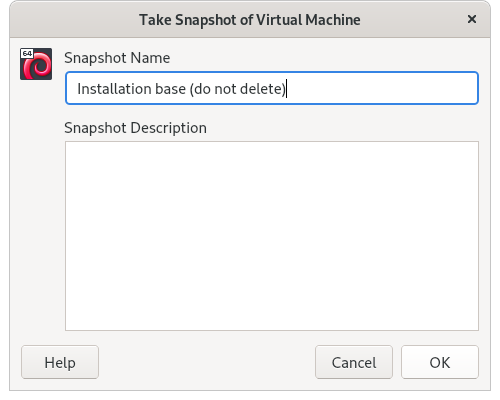 Take Snapshot of Virtual Machine
64
Snapshot Name
Installation base (do not delete)
Snapshot Description
Help
Cancel
OK